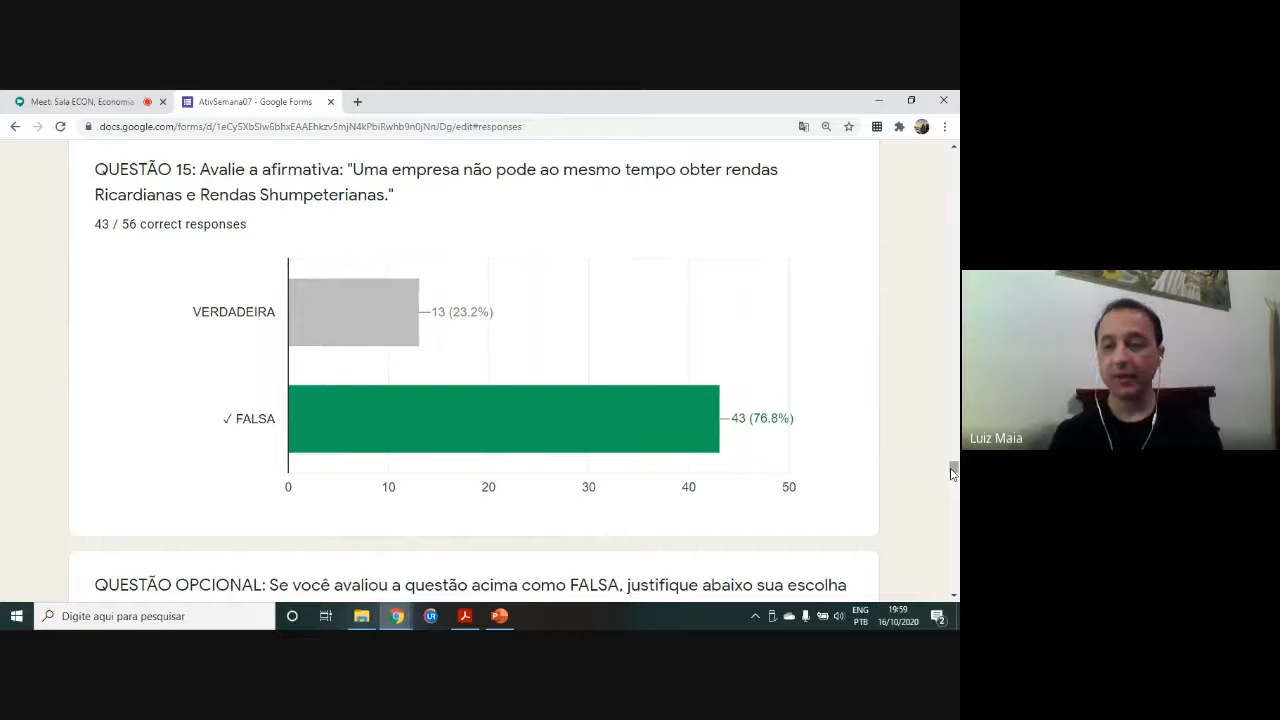 Meet: Sala ECON, Economia
AtivSemana07 - Google Forms
docs.google.com/forms/d/1eCy5XbSlw6bhxEAAEhkzv5mjN4kPbiRwhb9n0jNnJDg/edit#responses
QUESTÃO 15: Avalie a afirmativa: "Uma empresa não pode ao mesmo tempo obter rendas
Ricardianas e Rendas Shumpeterianas."
43 / 56 correct responses
VERDADEIRA
13 (23.2%)
✓ FALSA
43 (76.8%)
0 10 20 30 40 50
Luiz Maia
QUESTÃO OPCIONAL: Se você avaliou a questão acima como FALSA, justifique abaixo sua escolha
Digite aqui para pesquisar
UR
ENG
PTB
19:59
16/10/2020
2